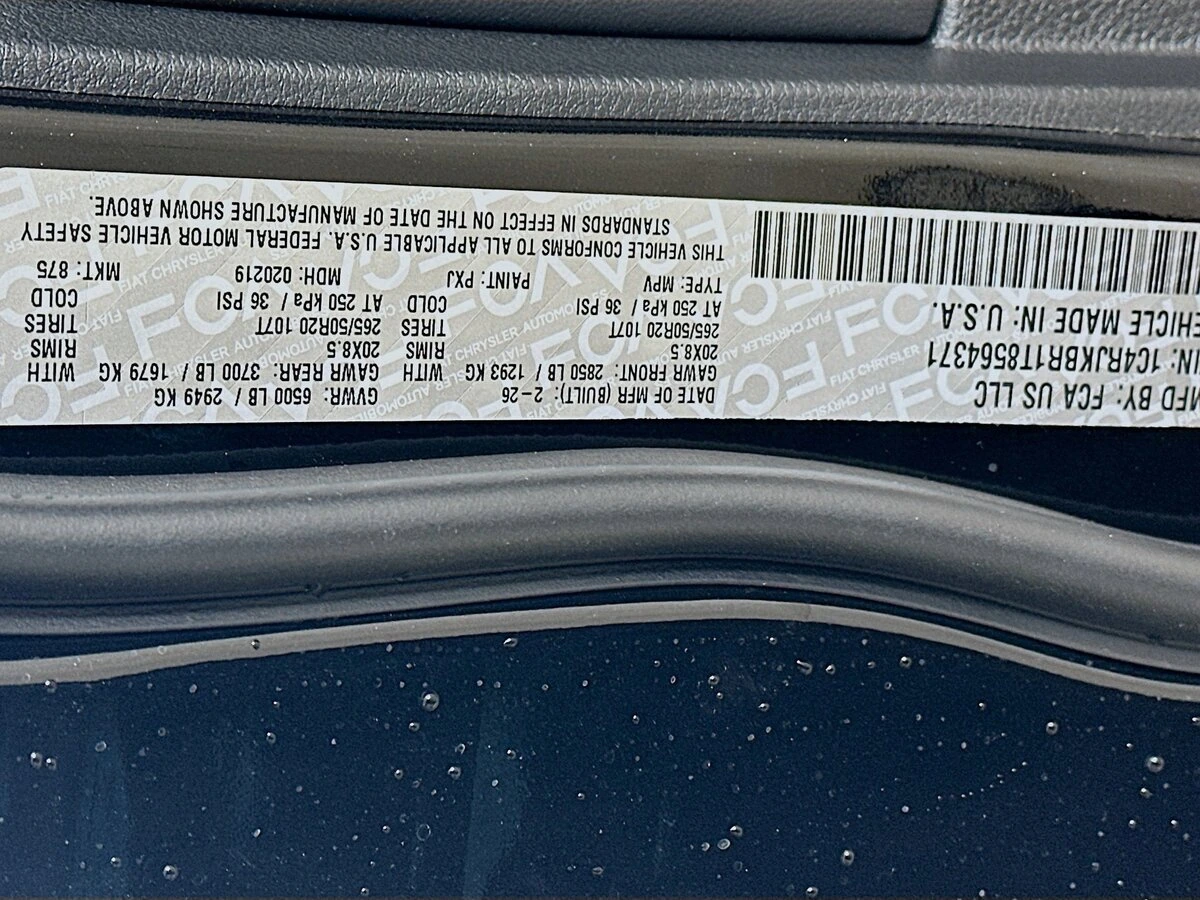 MFD BY: FCA US LLC
IN: 1C4RJKBR1T8564371
EHICLE MADE IN: U.S.A.
DATE OF MFR (BUILT): 2-26 GVWR: 6500 LB / 2949 KG
GAWR FRONT: 2850 LB / 1293 KG WITH GAWR REAR: 3700 LB / 1679 KG WITH
20X8.5 RIMS 20X8.5 RIMS
265/50R20 107T TIRES 265/50R20 107T TIRES
AT 250 kPa / 36 PSI COLD AT 250 kPa / 36 PSI COLD
TYPE: MPV PAINT: PXJ MDH: 020219 MKT: 875
THIS VEHICLE CONFORMS TO ALL APPLICABLE U.S.A. FEDERAL MOTOR VEHICLE SAFETY
STANDARDS IN EFFECT ON THE DATE OF MANUFACTURE SHOWN ABOVE.